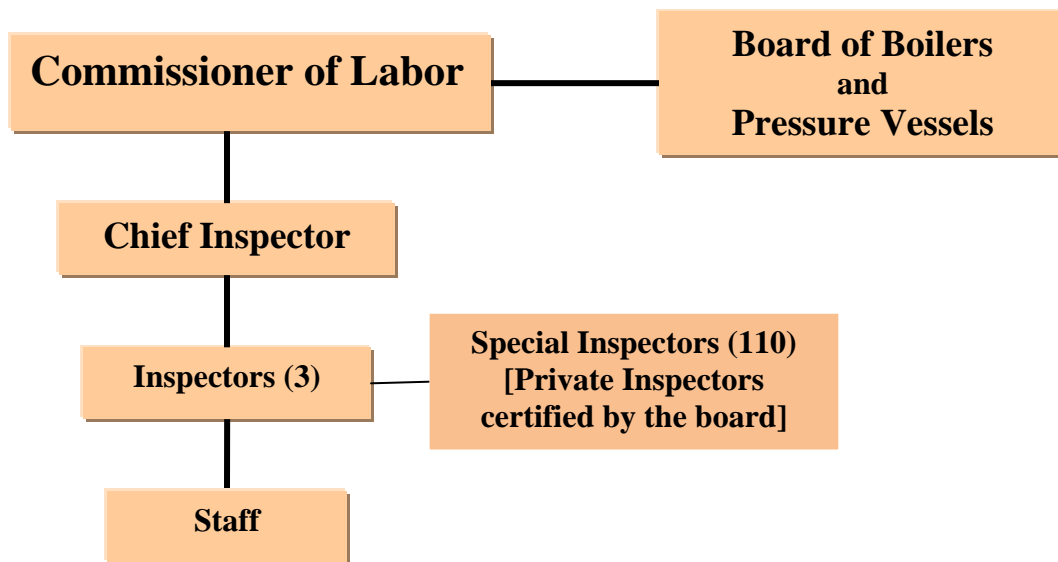 Commissioner of Labor
Board of Boilers
and
Pressure Vessels
Chief Inspector
Inspectors (3)
Special Inspectors (110)
[Private Inspectors
certified by the board]
Staff